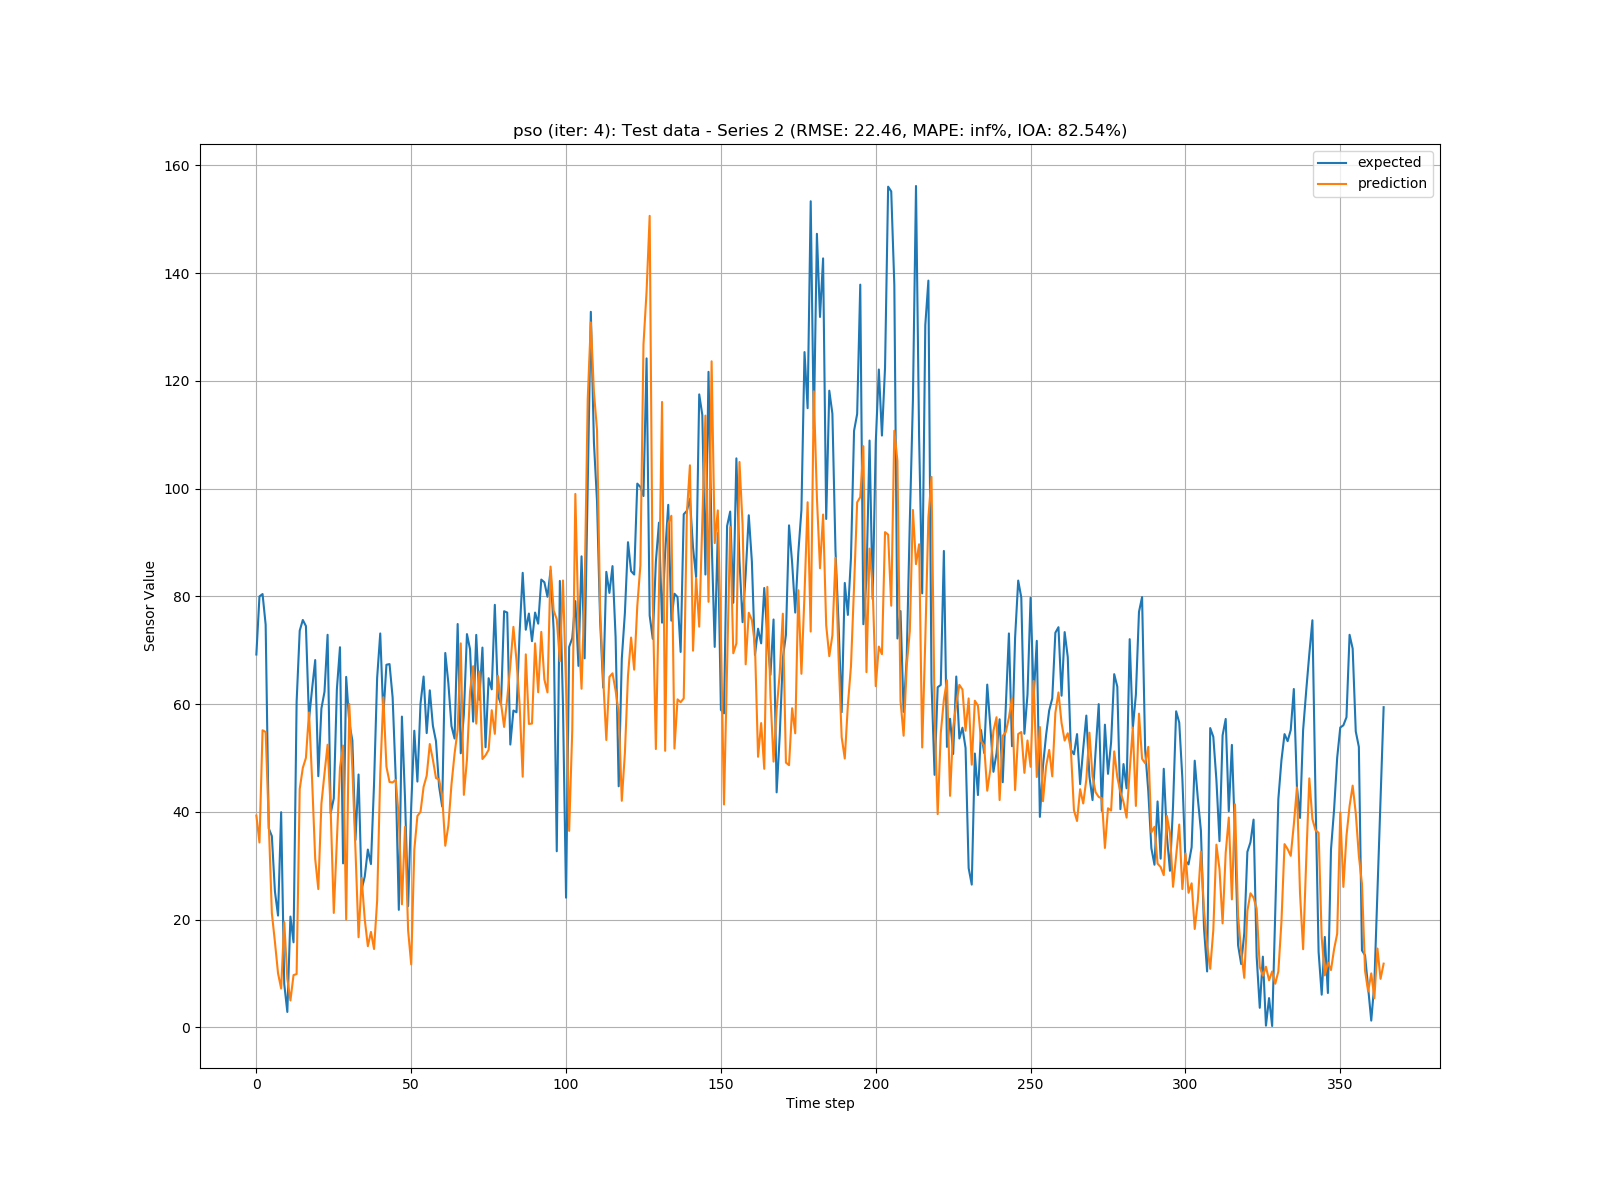 pso (iter: 4): Test data - Series 2 (RMSE: 22.46, MAPE: inf%, IOA: 82.54%)
expected
prediction
160
140
120
100
80
60
40
20
0
Sensor Value
0 50 100 150 200 250 300 350
Time step